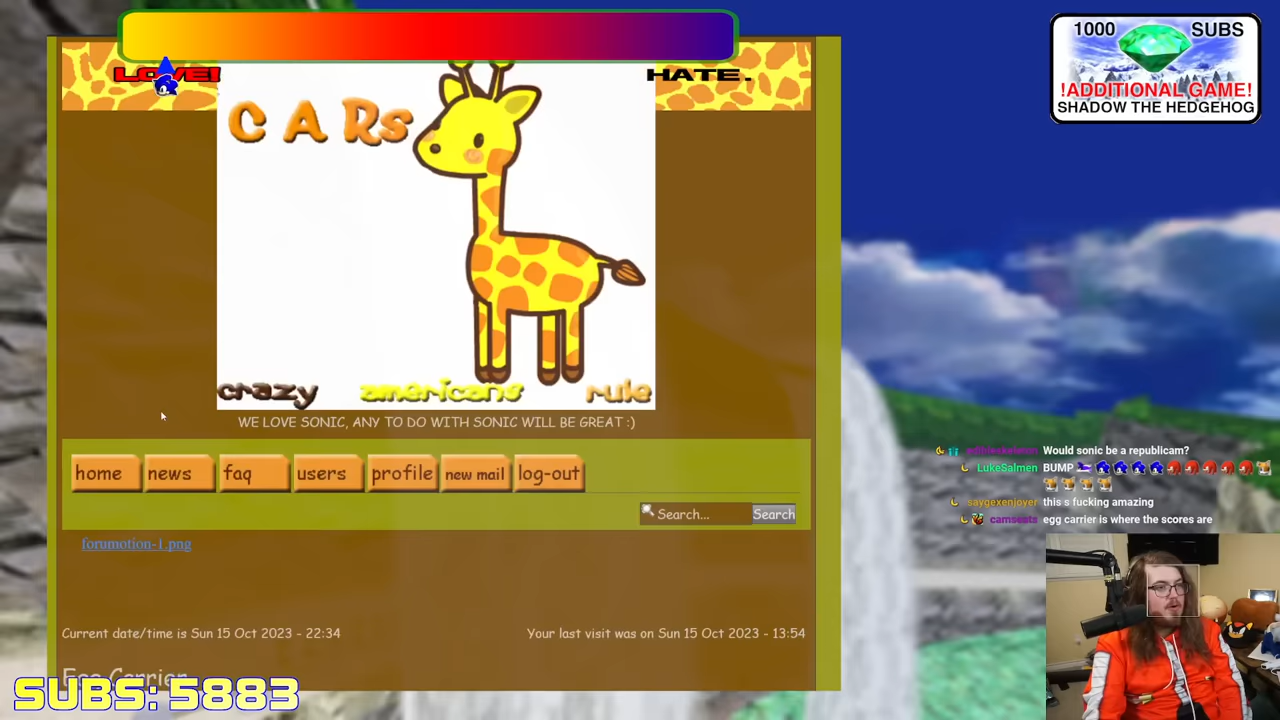 1000 SUBS
!ADDITIONAL GAME!
SHADOW THE HEDGEHOG
LOVE!
HATE.
C A Rs
crazy americans rule
WE LOVE SONIC, ANY TO DO WITH SONIC WILL BE GREAT :)
home news faq users profile new mail log-out
Search... Search
forumotion-1.png
Current date/time is Sun 15 Oct 2023 - 22:34
Your last visit was on Sun 15 Oct 2023 - 13:54
Egg Carrier
SUBS: 5883
Would sonic be a republicam?
LukeSalmen BUMP
saygexenjoyer this s fucking amazing
camseats egg carrier is where the scores are